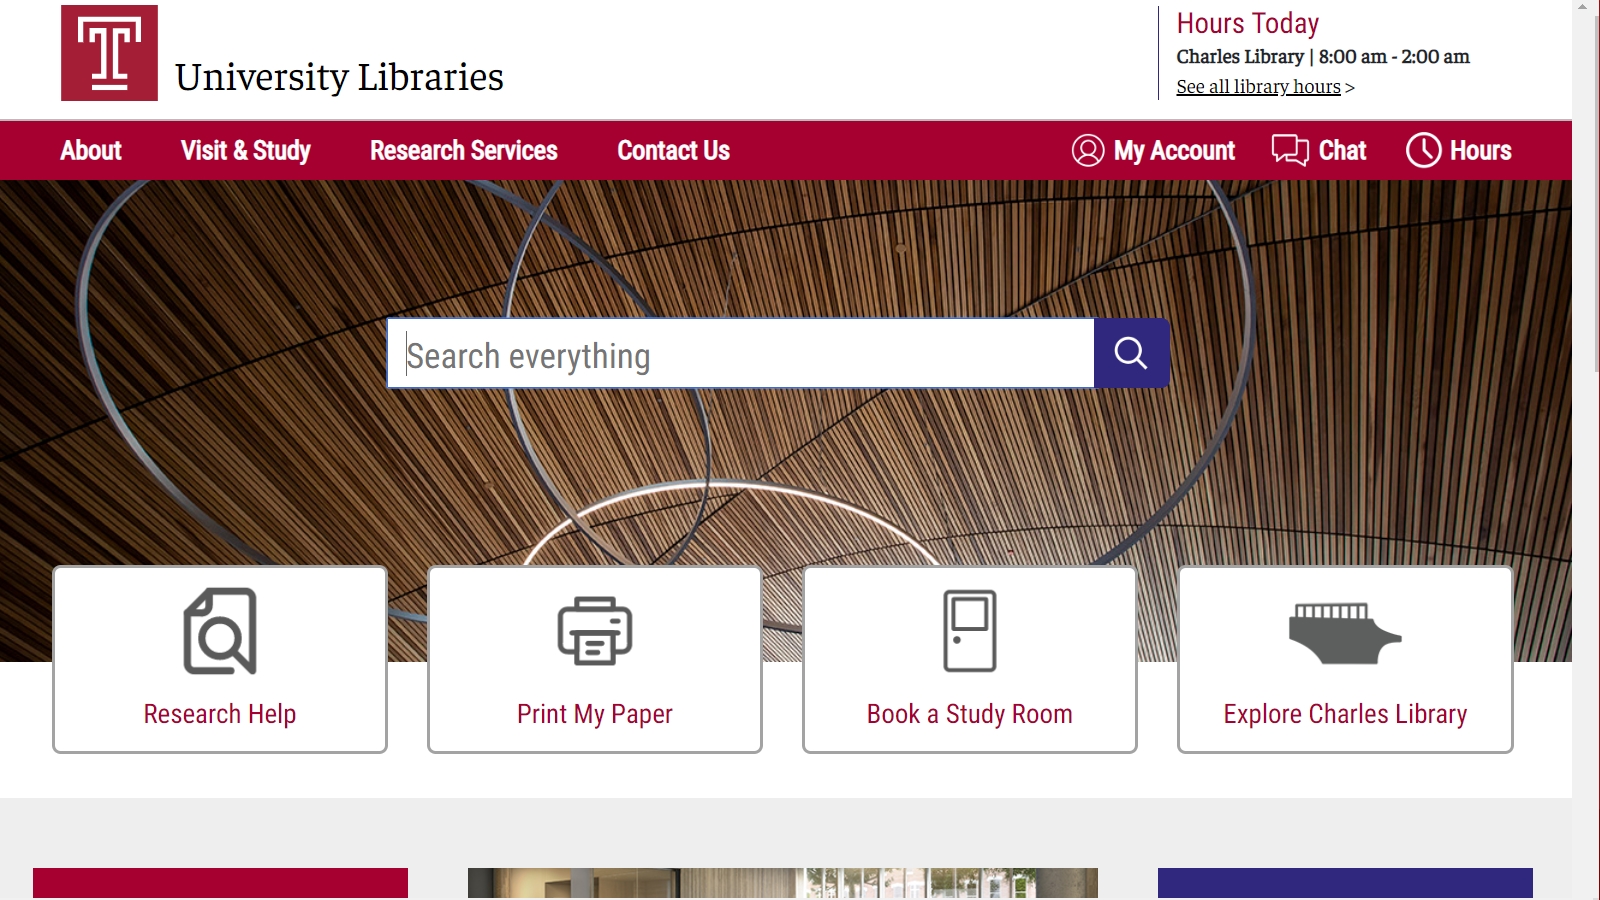 University Libraries
Hours Today
Charles Library | 8:00 am - 2:00 am
See all library hours >
About
Visit & Study
Research Services
Contact Us
My Account
Chat
Hours
Search everything
Research Help
Print My Paper
Book a Study Room
Explore Charles Library